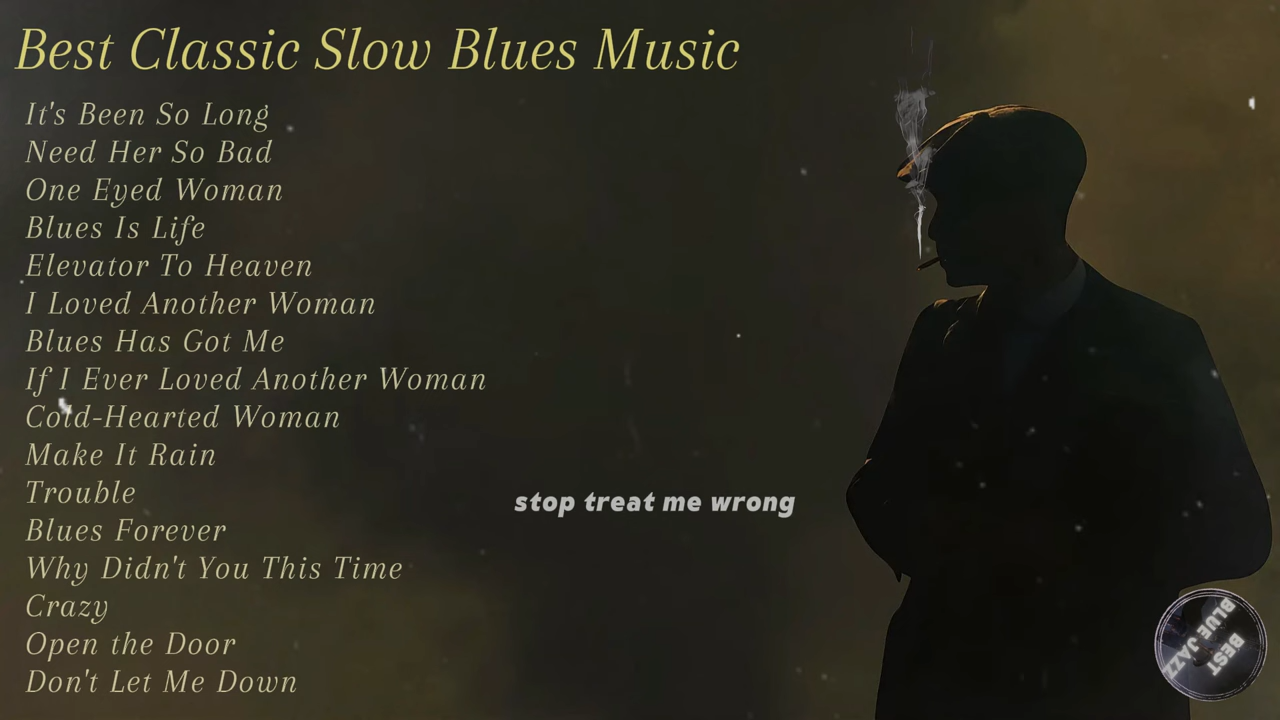 Best Classic Slow Blues Music
It's Been So Long
Need Her So Bad
One Eyed Woman
Blues Is Life
Elevator To Heaven
I Loved Another Woman
Blues Has Got Me
If I Ever Loved Another Woman
Cold-Hearted Woman
Make It Rain
Trouble
Blues Forever
Why Didn't You This Time
Crazy
Open the Door
Don't Let Me Down
stop treat me wrong
BEST
BLUE JAZZ